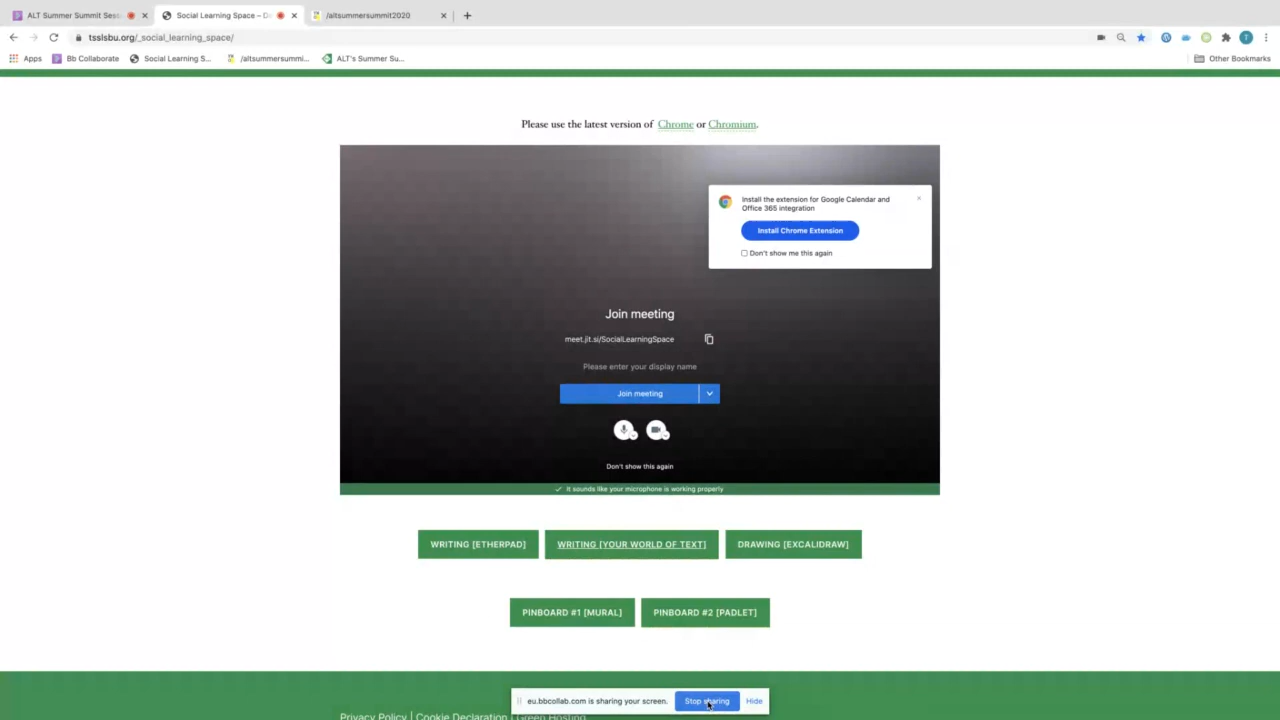 ALT Summer Summit Sess
Social Learning Space – D
/altsummersummit2020
tsslsbu.org/_social_learning_space/
Apps
Bb Collaborate
Social Learning S...
/altsummersummi...
ALT's Summer Su...
Other Bookmarks
Please use the latest version of Chrome or Chromium.
Install the extension for Google Calendar and
Office 365 integration
Install Chrome Extension
Don't show me this again
Join meeting
meet.jit.si/SocialLearningSpace
Please enter your display name
Join meeting
Don't show this again
It sounds like your microphone is working properly
WRITING [ETHERPAD]
WRITING [YOUR WORLD OF TEXT]
DRAWING [EXCALIDRAW]
PINBOARD #1 [MURAL]
PINBOARD #2 [PADLET]
eu.bbcollab.com is sharing your screen.
Stop sharing
Hide
Privacy Policy | Cookie Declaration | Green Hosting